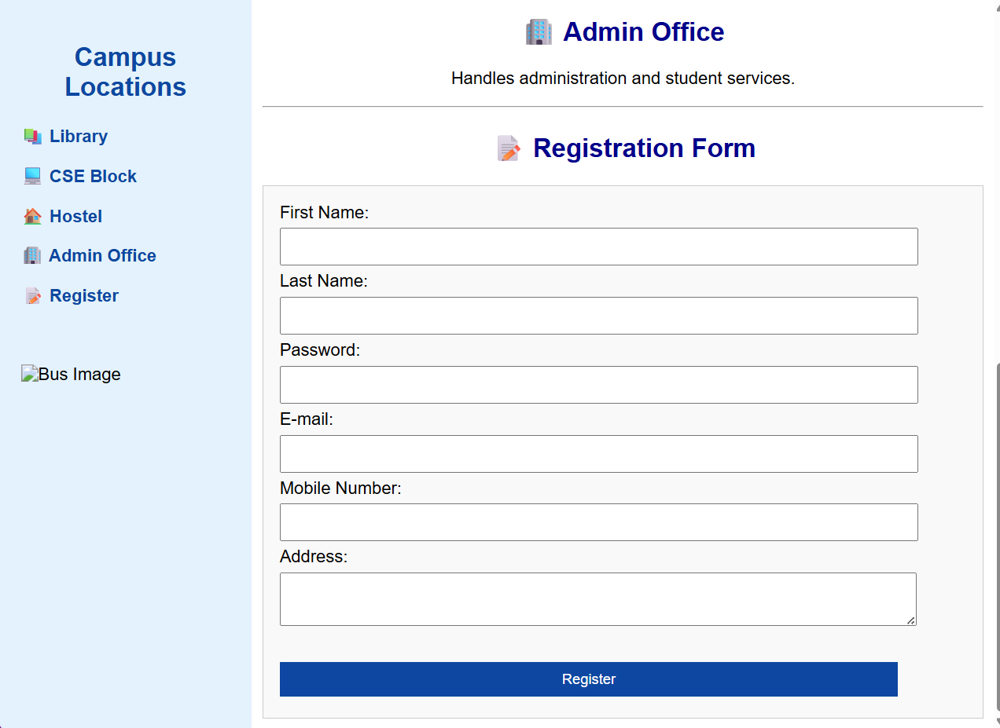 Campus
Locations
Library
CSE Block
Hostel
Admin Office
Register
Bus Image
Admin Office
Handles administration and student services.
Registration Form
First Name:
Last Name:
Password:
E-mail:
Mobile Number:
Address:
Register